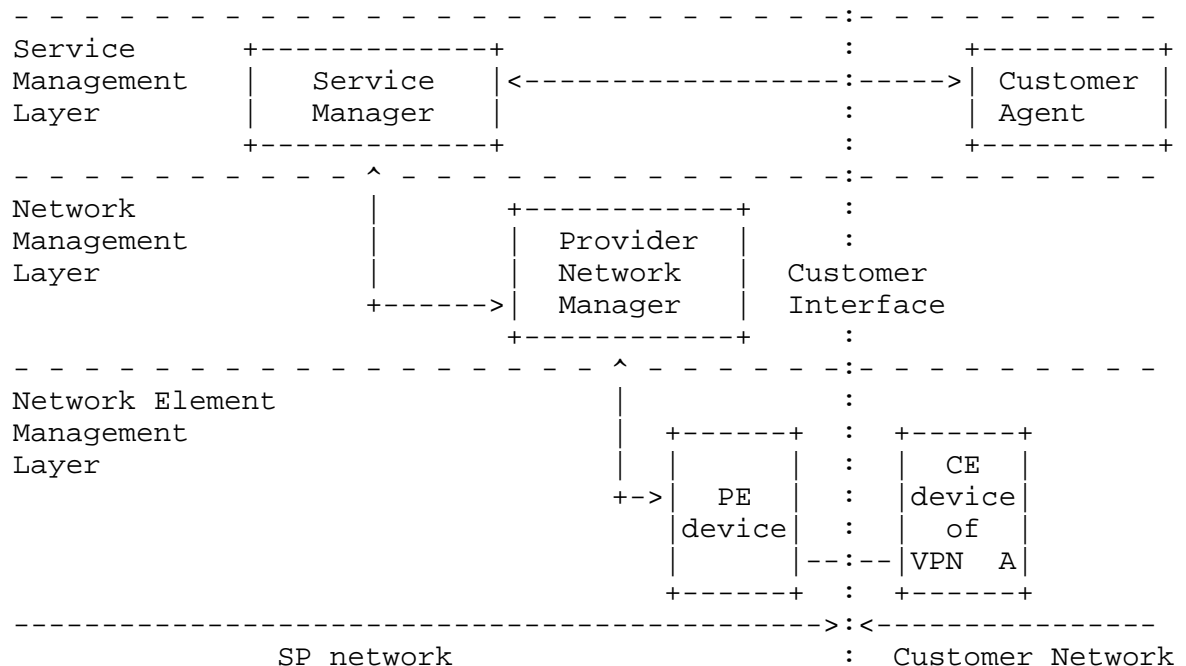 Service
Management Service Customer
Layer Manager Agent
Network
Management Provider
Layer Network Customer
Manager Interface
Network Element
Management
Layer CE
PE device
device of
VPN A
SP network Customer Network